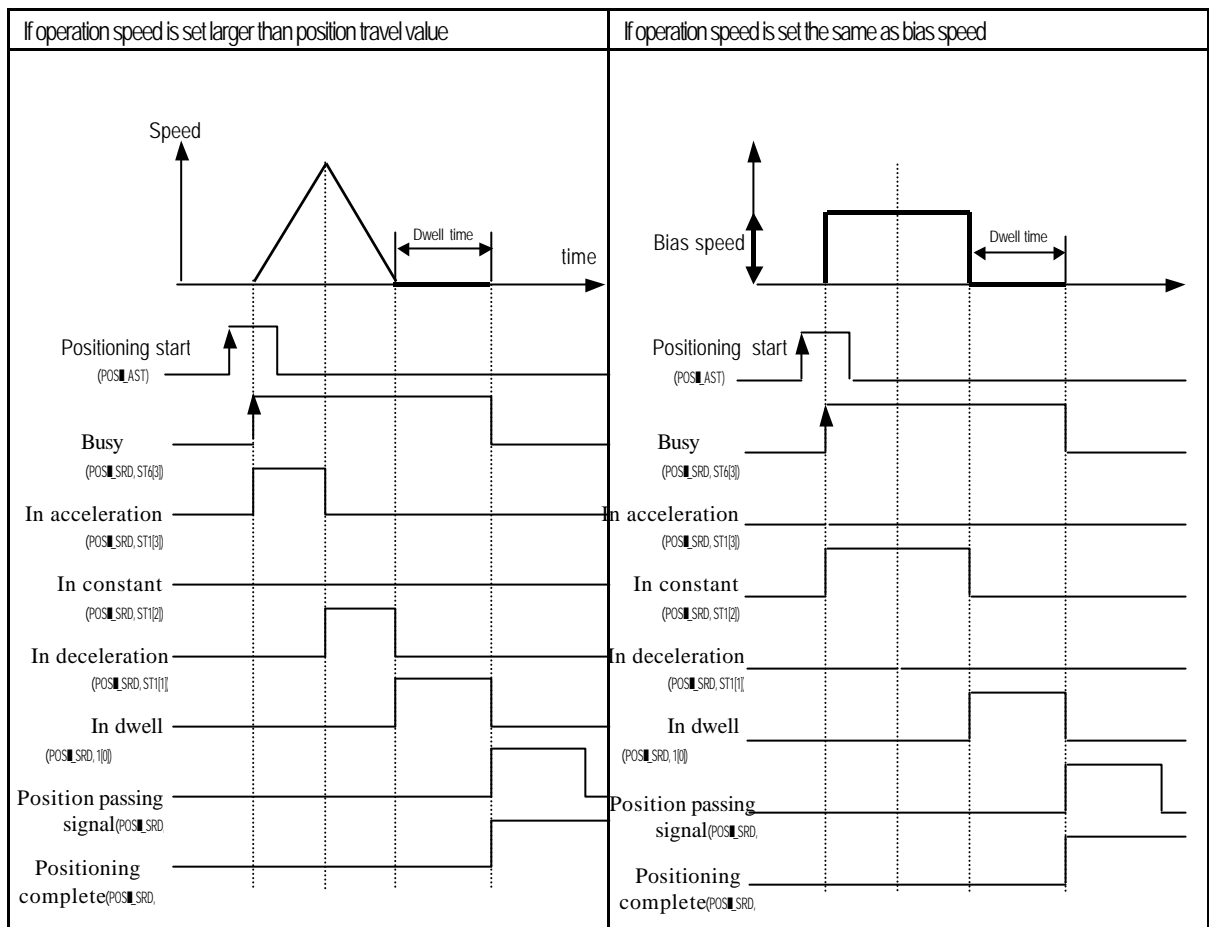 If operation speed is set larger than position travel value
If operation speed is set the same as bias speed
Speed
Dwell time
time
Positioning start
(POS■_AST)
Busy
(POS■_SRD, ST6[3])
In acceleration
(POS■_SRD, ST1[3])
In constant
(POS■_SRD, ST1[2])
In deceleration
(POS■_SRD, ST1[1]
In dwell
(POS■_SRD, 1[0])
Position passing
signal(POS■_SRD,
Positioning
complete(POS■_SRD,
Bias speed
Dwell time
Positioning start
(POS■_AST)
Busy
(POS■_SRD, ST6[3])
In acceleration
(POS■_SRD, ST1[3])
In constant
(POS■_SRD, ST1[2])
In deceleration
(POS■_SRD, ST1[1]
In dwell
(POS■_SRD, 1[0])
Position passing
signal(POS■_SRD,
Positioning
complete(POS■_SRD,